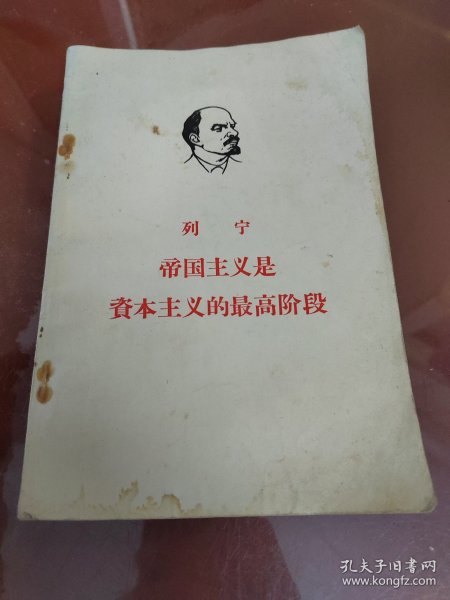 列 宁
帝国主义是
資本主义的最高阶段
孔夫子旧书网
www.kongfz.com